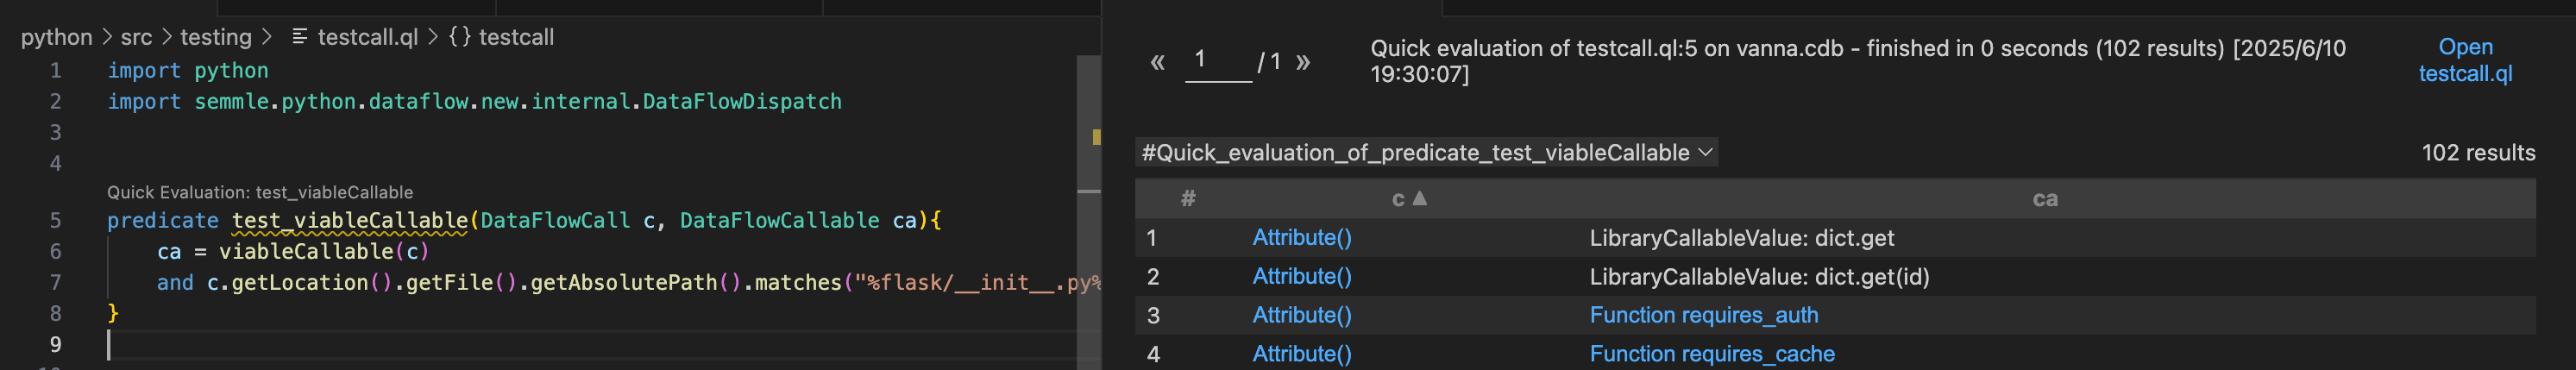 python > src > testing > testcall.ql > {} testcall
1 import python
2 import semmle.python.dataflow.new.internal.DataFlowDispatch
3
4
Quick Evaluation: test_viableCallable
5 predicate test_viableCallable(DataFlowCall c, DataFlowCallable ca){
6 ca = viableCallable(c)
7 and c.getLocation().getFile().getAbsolutePath().matches("%flask/__init__.py%
8 }
9
« 1 / 1 »
Quick evaluation of testcall.ql:5 on vanna.cdb - finished in 0 seconds (102 results) [2025/6/10
19:30:07]
Open
testcall.ql
#Quick_evaluation_of_predicate_test_viableCallable
102 results
# c ca
1 Attribute() LibraryCallableValue: dict.get
2 Attribute() LibraryCallableValue: dict.get(id)
3 Attribute() Function requires_auth
4 Attribute() Function requires_cache